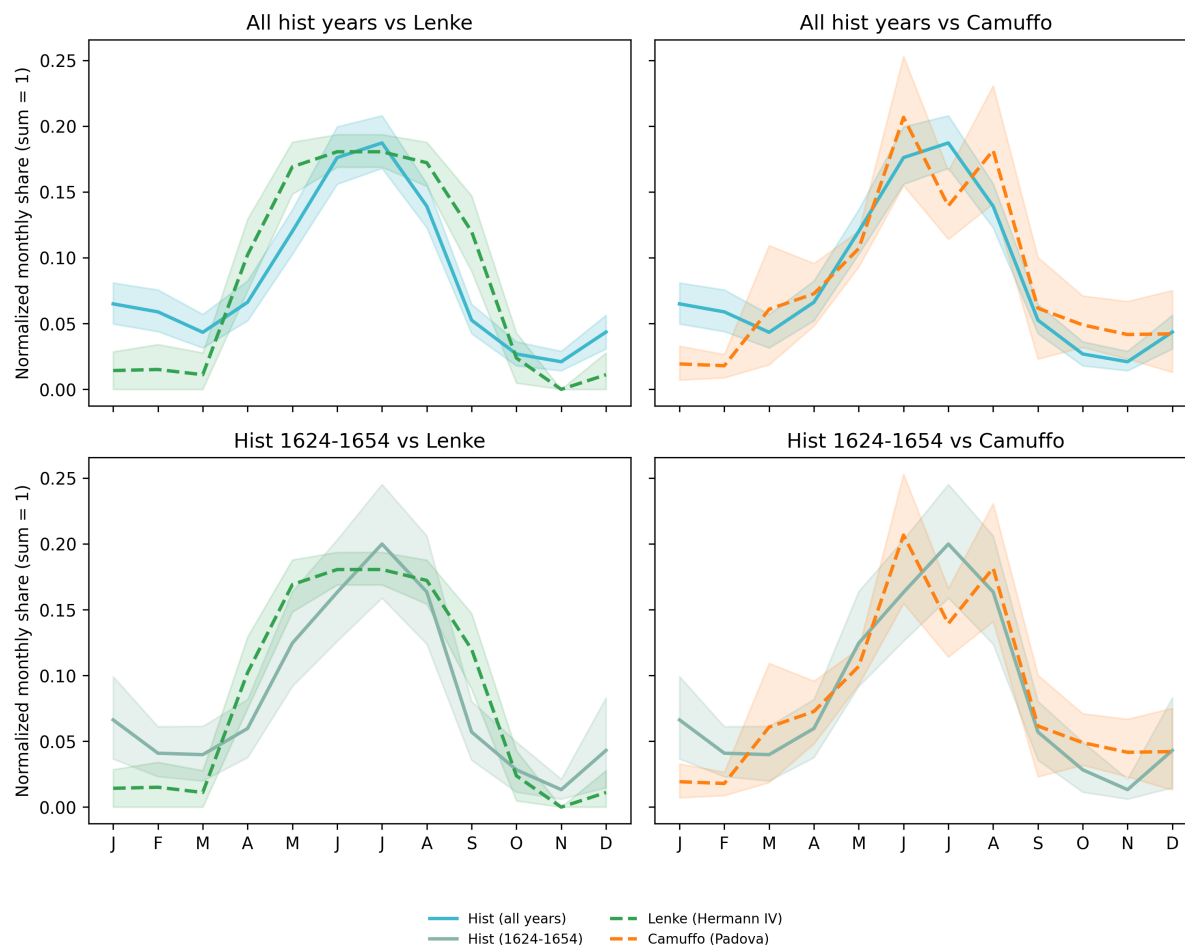 All hist years vs Lenke
All hist years vs Camuffo
Normalized monthly share (sum = 1)
0.25
0.20
0.15
0.10
0.05
0.00
Hist 1624-1654 vs Lenke
Hist 1624-1654 vs Camuffo
Normalized monthly share (sum = 1)
0.25
0.20
0.15
0.10
0.05
0.00
J F M A M J J A S O N D
J F M A M J J A S O N D
Hist (all years)
Hist (1624-1654)
Lenke (Hermann IV)
Camuffo (Padova)